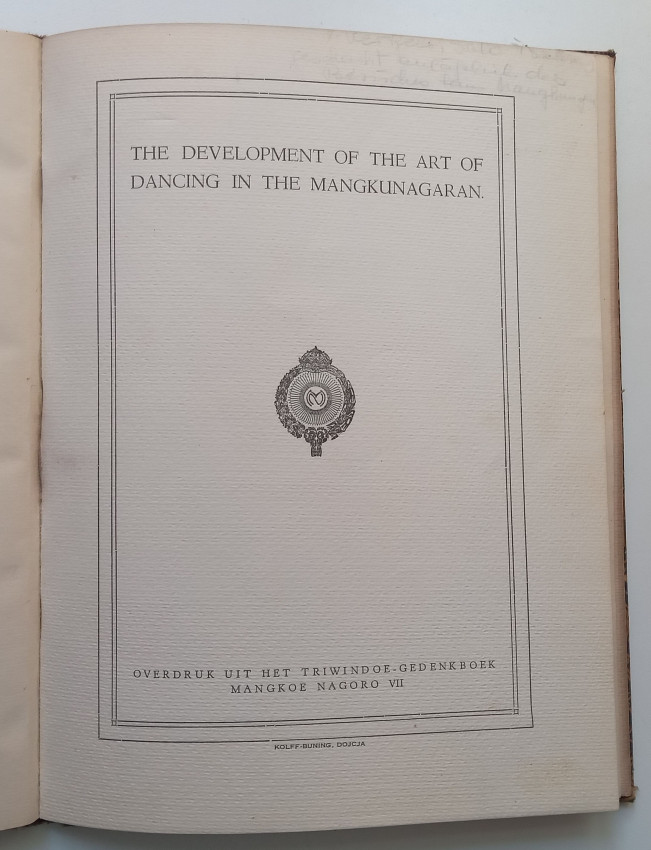 THE DEVELOPMENT OF THE ART OF
DANCING IN THE MANGKUNAGARAN.
OVERDRUK UIT HET TRIWINDOE-GEDENKBOEK
MANGKOE NAGORO VII
KOLFF-BUNING, DOJCJA